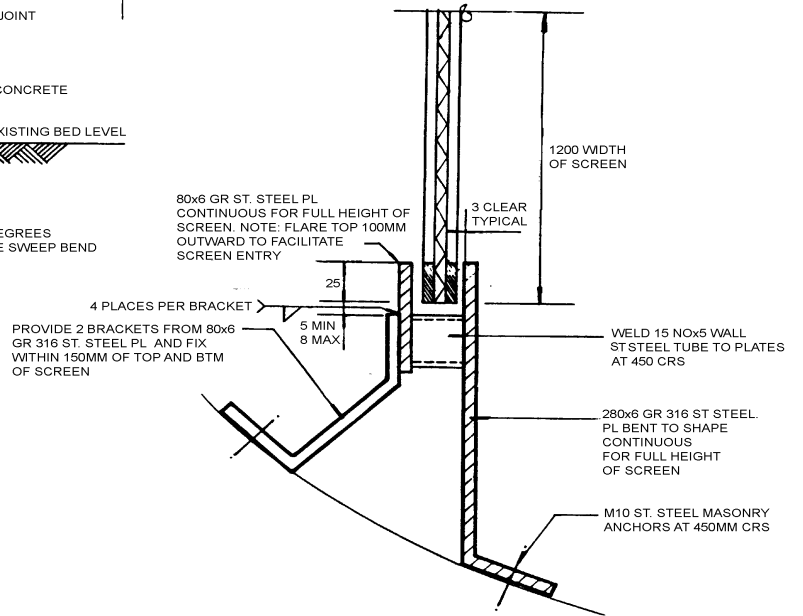 JOINT
CONCRETE
XISTING BED LEVEL
EGREES
E SWEEP BEND
1200 WIDTH
OF SCREEN
80x6 GR ST. STEEL PL
CONTINUOUS FOR FULL HEIGHT OF
SCREEN. NOTE: FLARE TOP 100MM
OUTWARD TO FACILITATE
SCREEN ENTRY
3 CLEAR
TYPICAL
25
4 PLACES PER BRACKET
5 MIN
8 MAX
PROVIDE 2 BRACKETS FROM 80x6
GR 316 ST. STEEL PL AND FIX
WITHIN 150MM OF TOP AND BTM
OF SCREEN
WELD 15 NOx5 WALL
STSTEEL TUBE TO PLATES
AT 450 CRS
280x6 GR 316 ST STEEL.
PL BENT TO SHAPE
CONTINUOUS
FOR FULL HEIGHT
OF SCREEN
M10 ST. STEEL MASONRY
ANCHORS AT 450MM CRS